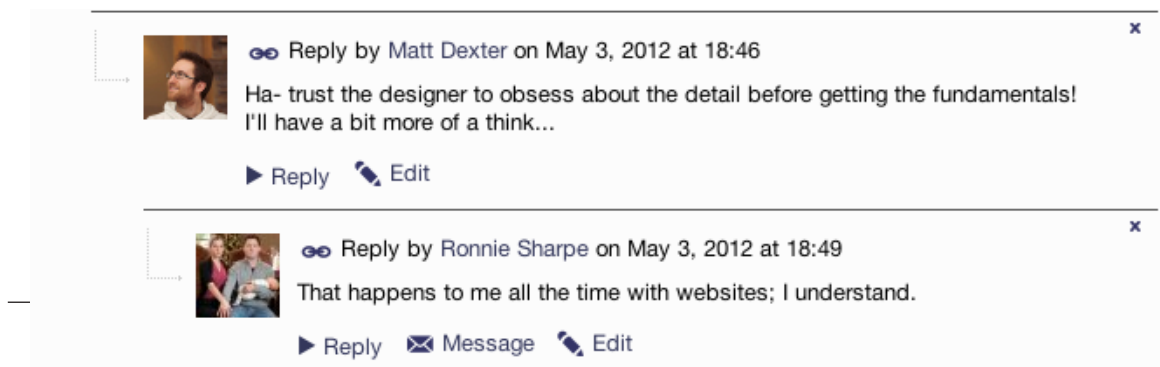 Reply by Matt Dexter on May 3, 2012 at 18:46
x
Ha- trust the designer to obsess about the detail before getting the fundamentals!
I'll have a bit more of a think...
Reply Edit
Reply by Ronnie Sharpe on May 3, 2012 at 18:49
x
That happens to me all the time with websites; I understand.
Reply Message Edit